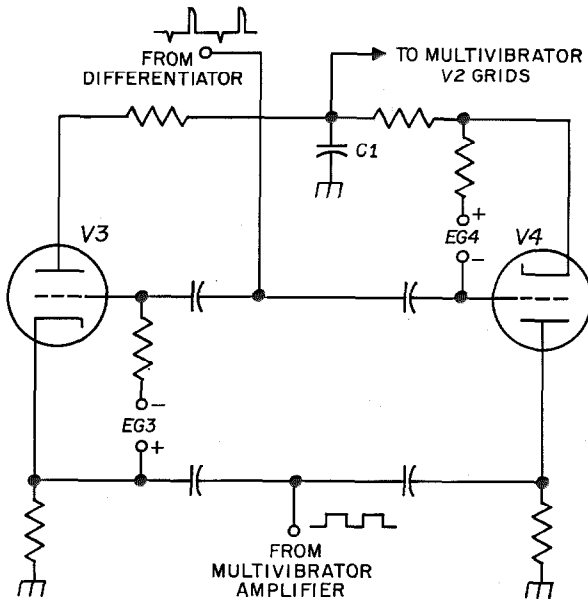 FROM
DIFFERENTIATOR
TO MULTIVIBRATOR
V2 GRIDS
C1
V3
+
EG4
−
V4
−
EG3
+
FROM
MULTIVIBRATOR
AMPLIFIER